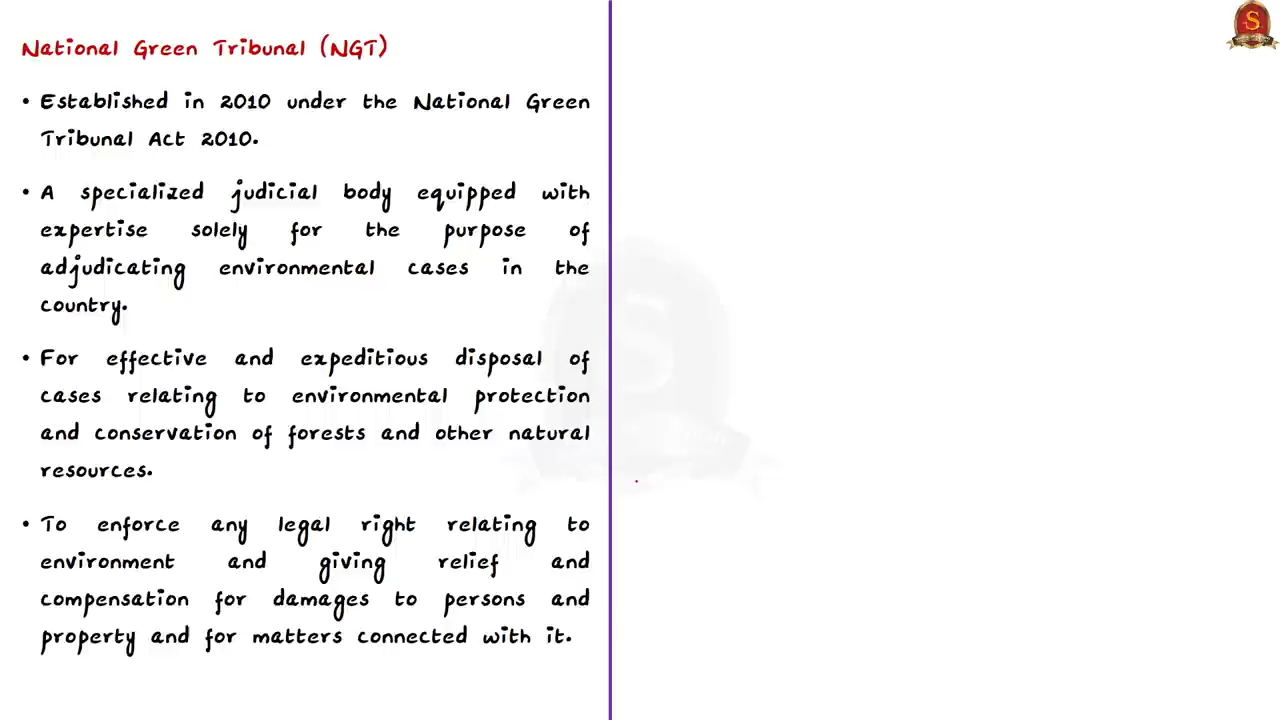 National Green Tribunal (NGT)
• Established in 2010 under the National Green
Tribunal Act 2010.
• A specialized judicial body equipped with
expertise solely for the purpose of
adjudicating environmental cases in the
country.
• For effective and expeditious disposal of
cases relating to environmental protection
and conservation of forests and other natural
resources.
• To enforce any legal right relating to
environment and giving relief and
compensation for damages to persons and
property and for matters connected with it.
S
S